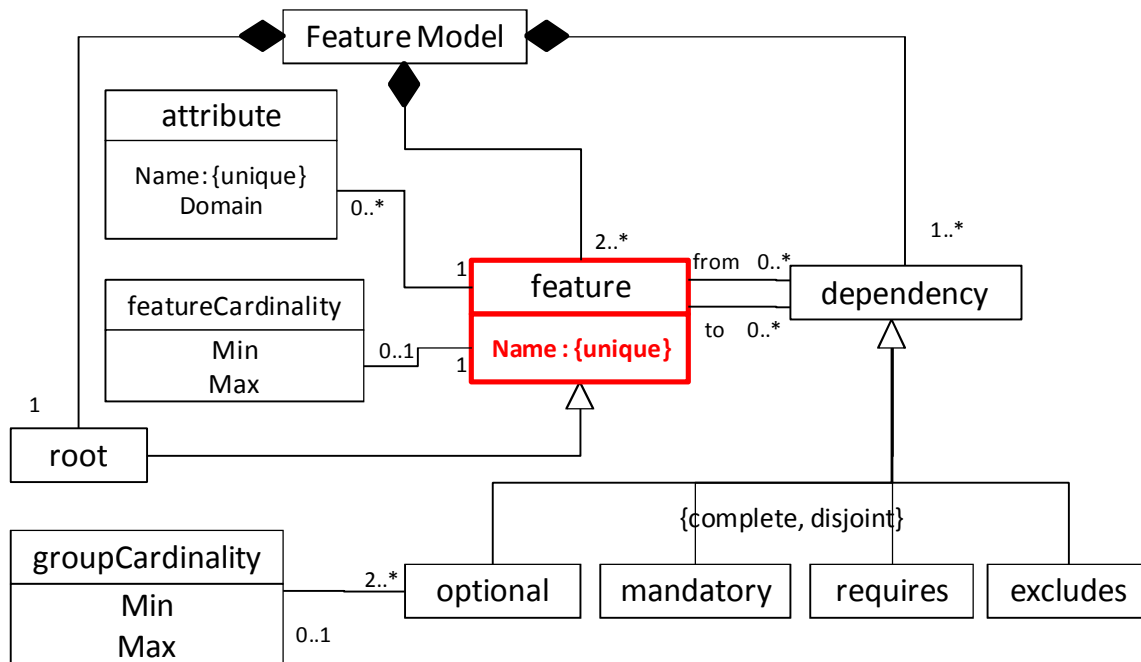 Feature Model
attribute
Name: {unique}
Domain
0..*
2..*
1..*
1
feature
from 0..*
dependency
to 0..*
Name : {unique}
featureCardinality
Min
Max
0..1
1
1
root
{complete, disjoint}
groupCardinality
Min
Max
2..*
0..1
optional
mandatory
requires
excludes